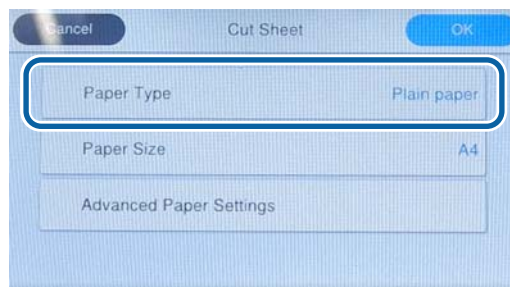 Cancel Cut Sheet OK
Paper Type Plain paper
Paper Size A4
Advanced Paper Settings